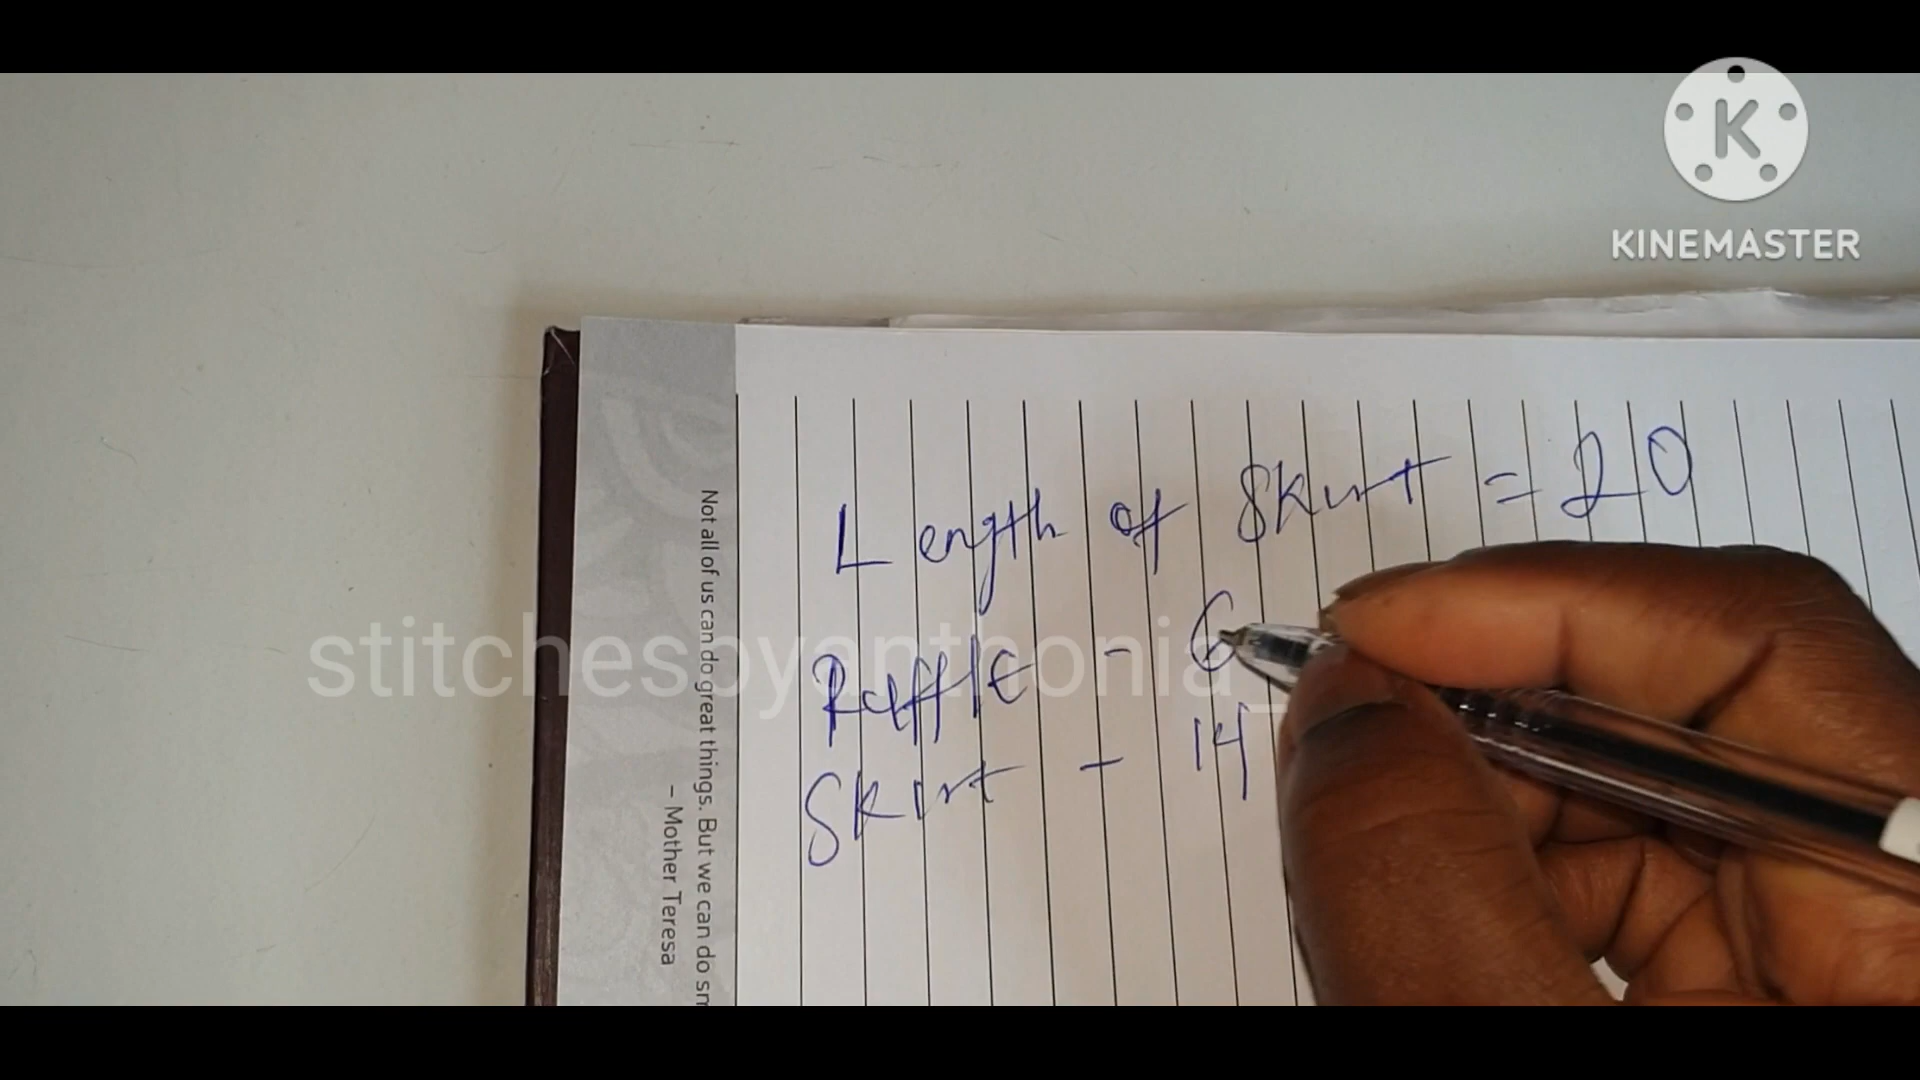 KINEMASTER
Length of Skirt = 20
Ruffle - 6
Skirt - 14
stitchesbyanthonia_
Not all of us can do great things. But we can do sm
– Mother Teresa